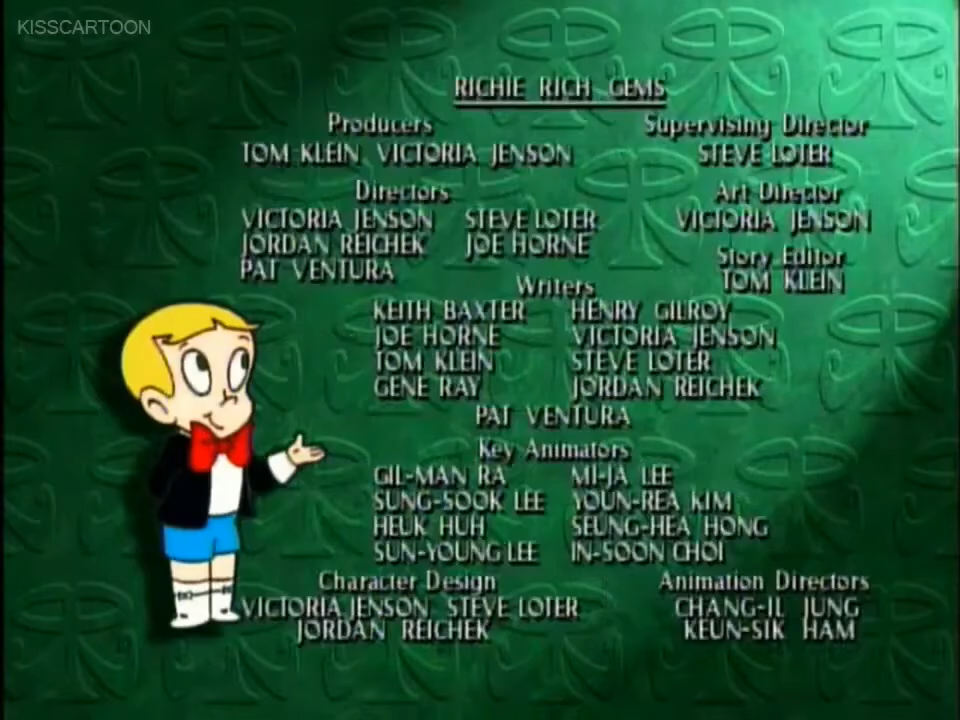 KISSCARTOON
RICHIE RICH GEMS
Producers
TOM KLEIN VICTORIA JENSON
Supervising Director
STEVE LOTER
Directors
VICTORIA JENSON STEVE LOTER
JORDAN REICHEK JOE HORNE
PAT VENTURA
Art Director
VICTORIA JENSON
Story Editor
TOM KLEIN
Writers
KEITH BAXTER HENRY GILROY
JOE HORNE VICTORIA JENSON
TOM KLEIN STEVE LOTER
GENE RAY JORDAN REICHEK
PAT VENTURA
Key Animators
GIL-MAN RA MI-JA LEE
SUNG-SOOK LEE YOUN-REA KIM
HEUK HUH SEUNG-HEA HONG
SUN-YOUNG LEE IN-SOON CHOI
Character Design
VICTORIA JENSON STEVE LOTER
JORDAN REICHEK
Animation Directors
CHANG-IL JUNG
KEUN-SIK HAM